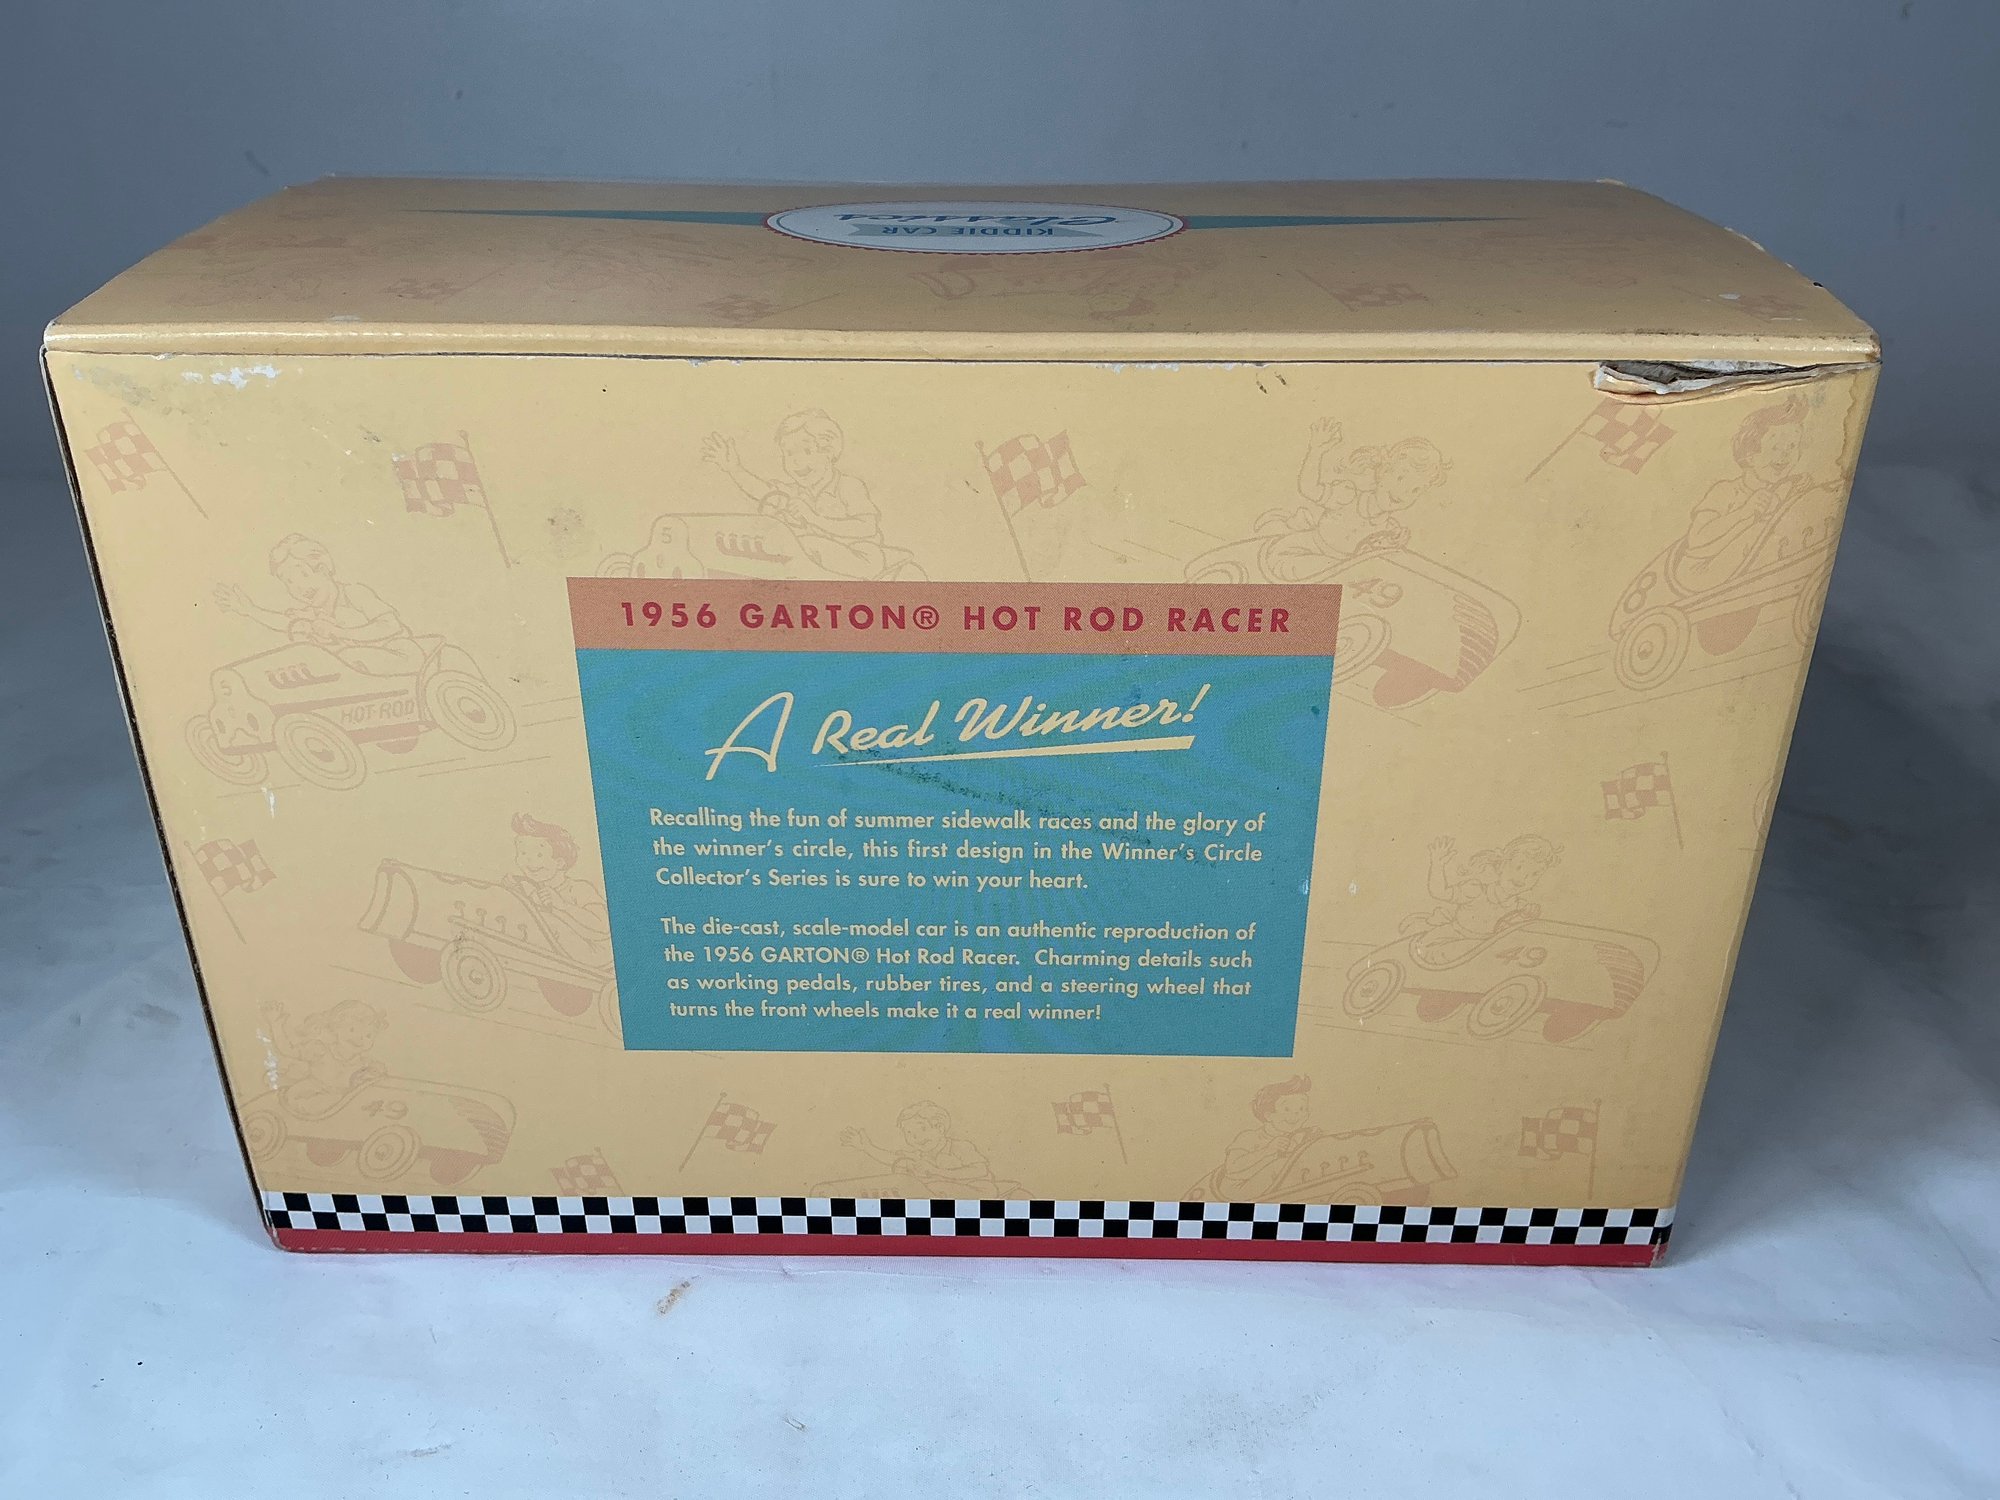 KIDDIE CAR
Classics
5
49
8
5
HOT-ROD
1956 GARTON® HOT ROD RACER
A Real Winner!
Recalling the fun of summer sidewalk races and the glory of
the winner's circle, this first design in the Winner's Circle
Collector's Series is sure to win your heart.
The die-cast, scale-model car is an authentic reproduction of
the 1956 GARTON® Hot Rod Racer. Charming details such
as working pedals, rubber tires, and a steering wheel that
turns the front wheels make it a real winner!
49
49